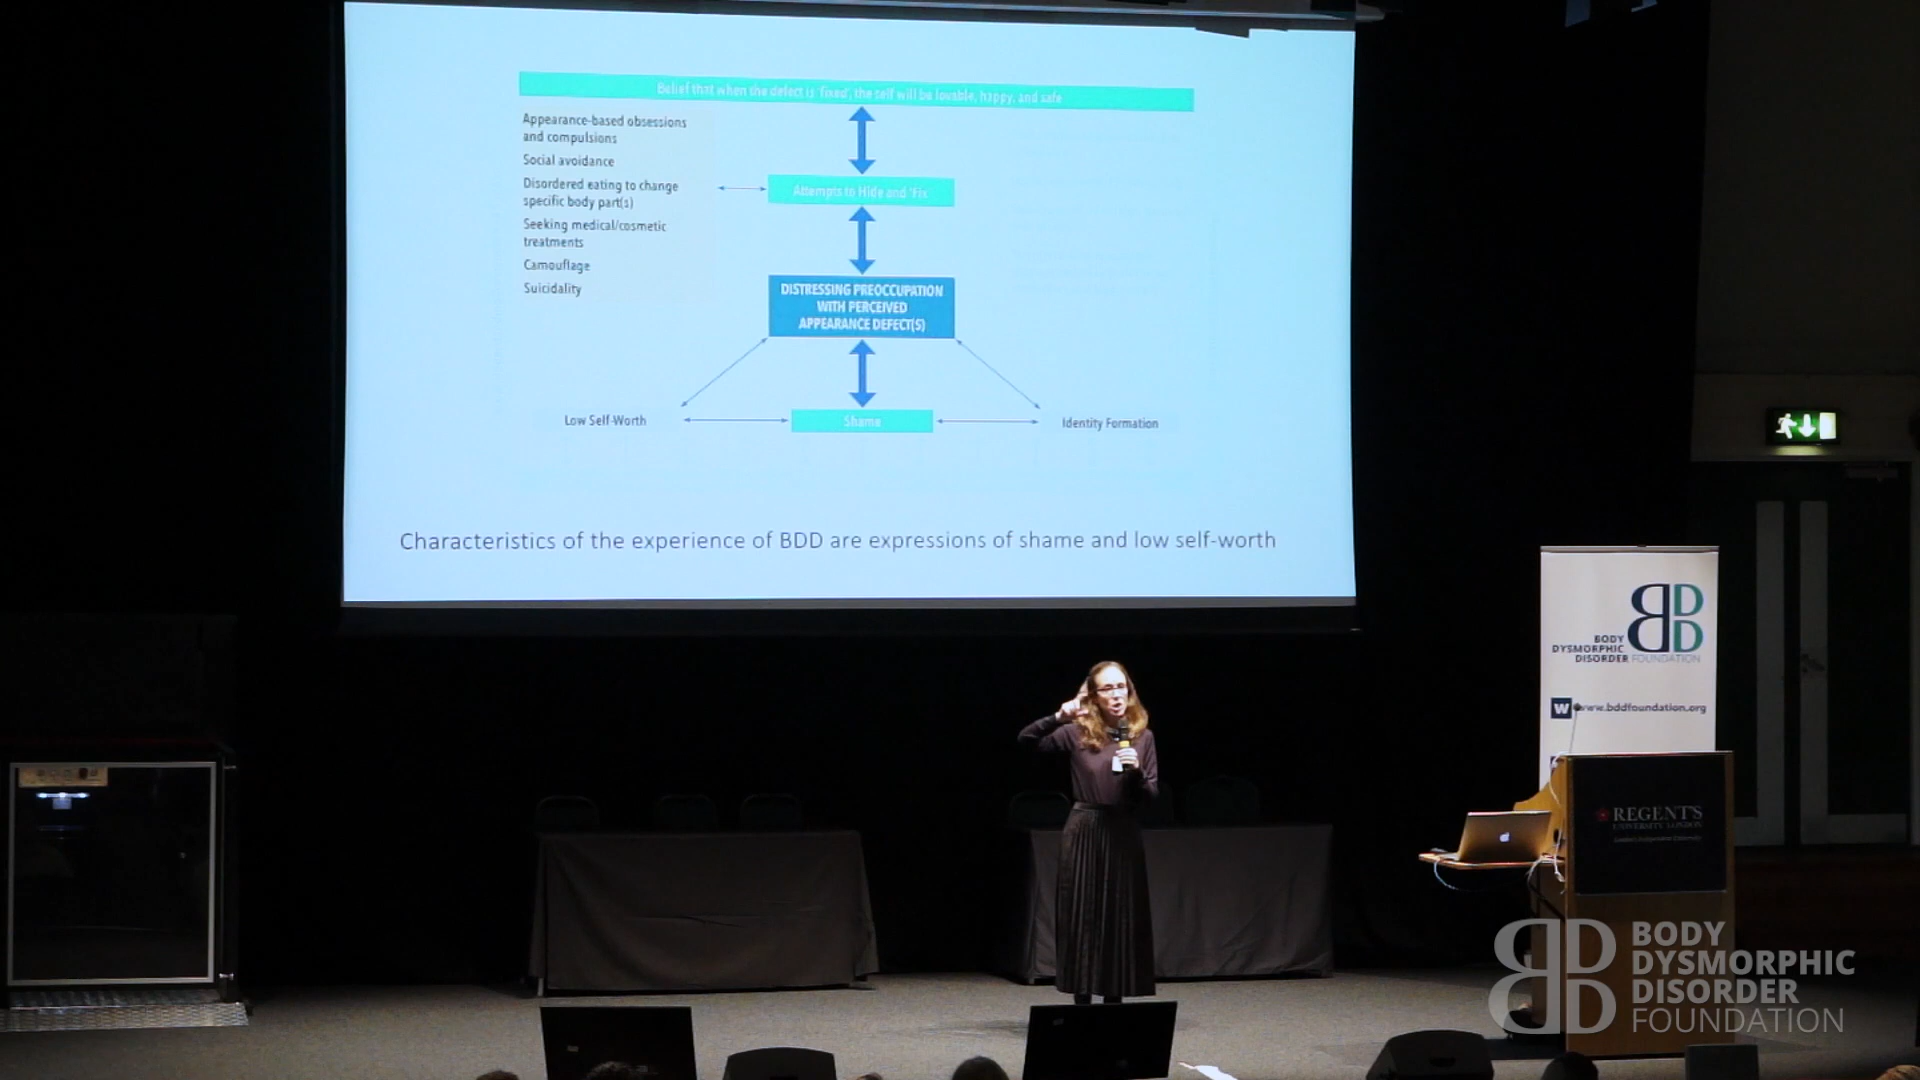 Belief that when the defect is 'fixed', the self will be lovable, happy, and safe
Appearance-based obsessions
and compulsions
Social avoidance
Disordered eating to change
specific body part(s)
Seeking medical/cosmetic
treatments
Camouflage
Suicidality
Attempts to Hide and 'Fix'
DISTRESSING PREOCCUPATION
WITH PERCEIVED
APPEARANCE DEFECT(S)
Low Self-Worth
Shame
Identity Formation
Characteristics of the experience of BDD are expressions of shame and low self-worth
BDD
BODY
DYSMORPHIC
DISORDER FOUNDATION
W www.bddfoundation.org
REGENT'S
UNIVERSITY LONDON
BDD
BODY
DYSMORPHIC
DISORDER
FOUNDATION